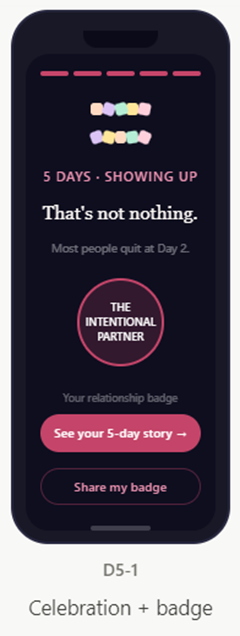 5 DAYS · SHOWING UP
That's not nothing.
Most people quit at Day 2.
THE
INTENTIONAL
PARTNER
Your relationship badge
See your 5-day story →
Share my badge
D5-1
Celebration + badge